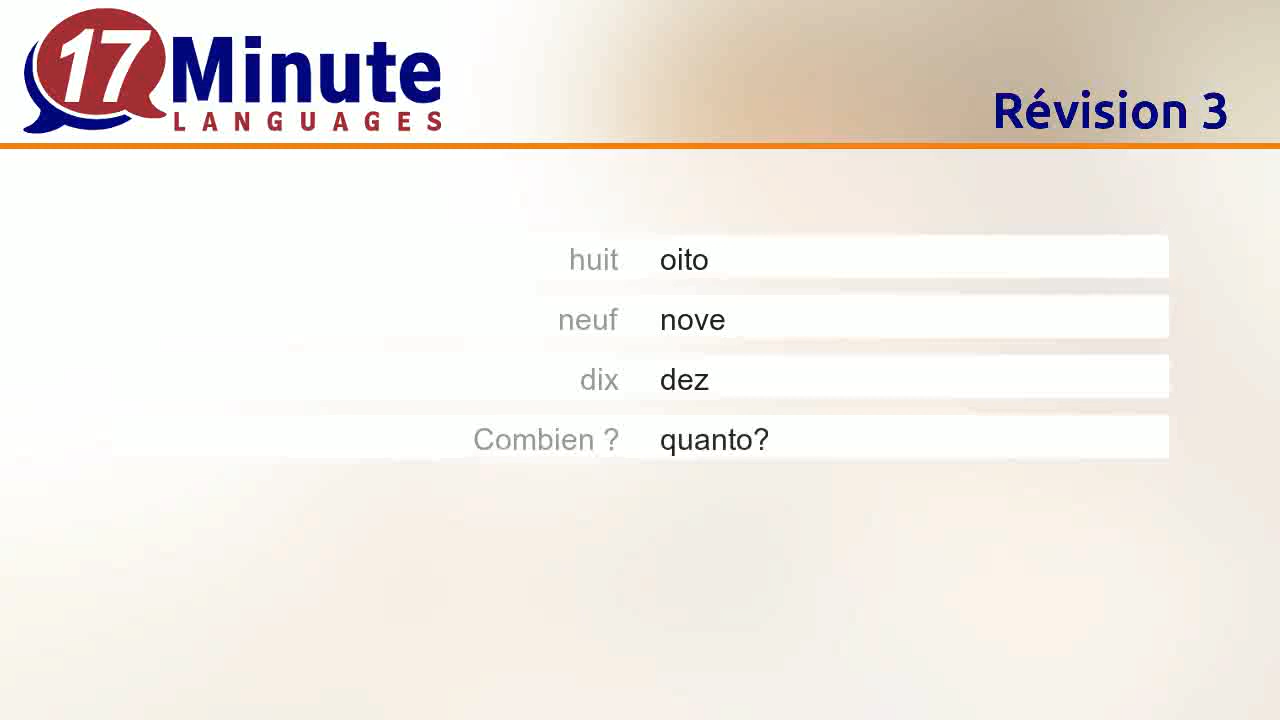 17 Minute
LANGUAGES
Révision 3
huit oito
neuf nove
dix dez
Combien ? quanto?